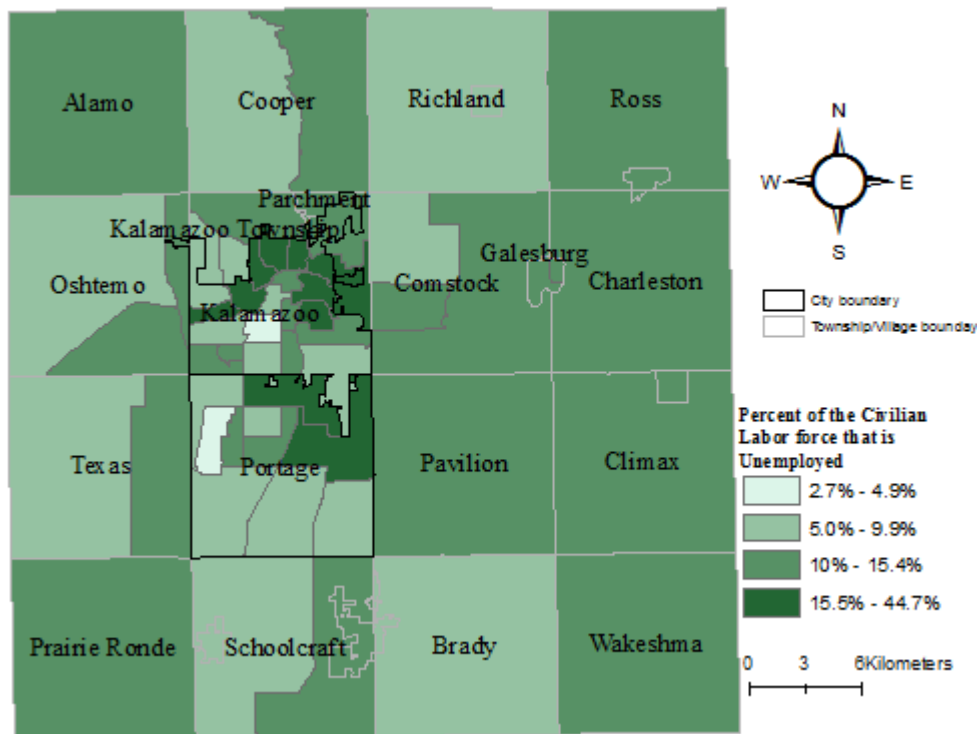 Alamo
Cooper
Richland
Ross
N
W
E
S
Parchment
Kalamazoo Township
Galesburg
Oshtemo
Comstock
Charleston
Kalamazoo
City boundary
Township/Village boundary
Texas
Portage
Pavilion
Climax
Percent of the Civilian
Labor force that is
Unemployed
2.7% - 4.9%
5.0% - 9.9%
10% - 15.4%
15.5% - 44.7%
Prairie Ronde
Schoolcraft
Brady
Wakeshma
0 3 6Kilometers